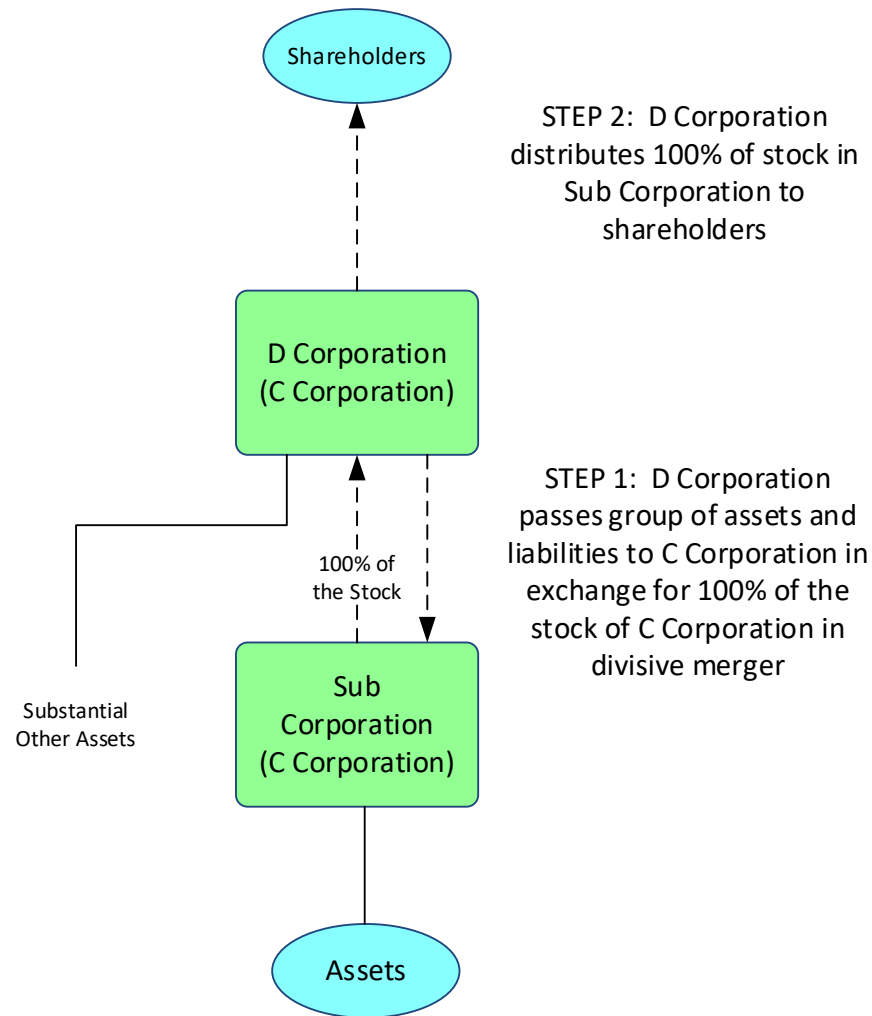 Shareholders
STEP 2:  D Corporation
distributes 100% of stock in
Sub Corporation to
shareholders
D Corporation
(C Corporation)
STEP 1:  D Corporation
passes group of assets and
liabilities to C Corporation in
exchange for 100% of the
stock of C Corporation in
divisive merger
100% of
the Stock
Sub
Corporation
(C Corporation)
Substantial
Other Assets
Assets